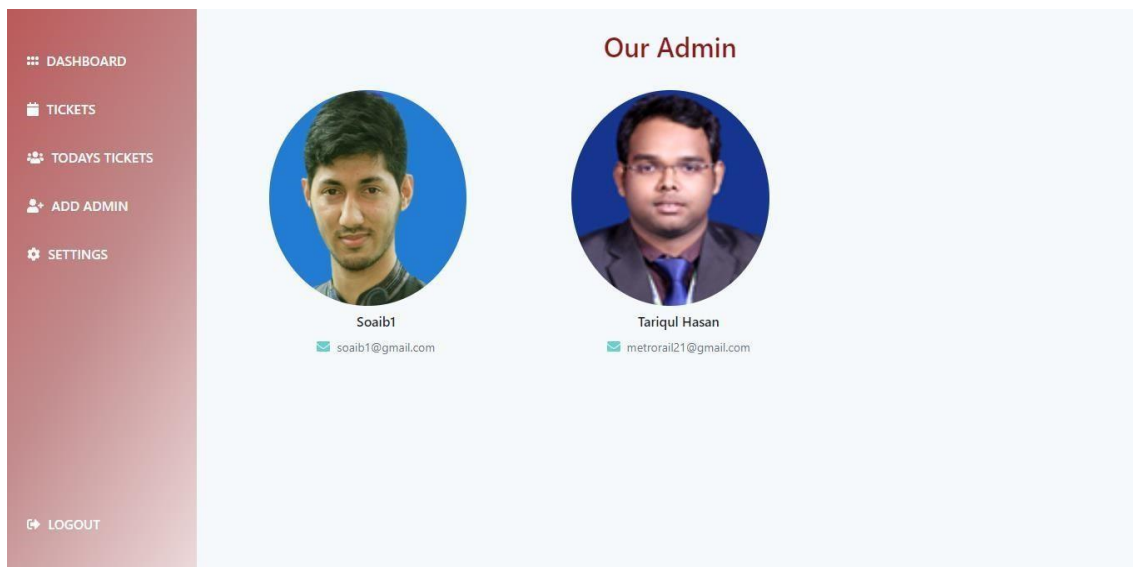 DASHBOARD
TICKETS
TODAYS TICKETS
ADD ADMIN
SETTINGS
LOGOUT
Our Admin
Soaib1
soaib1@gmail.com
Tariqul Hasan
metrorail21@gmail.com